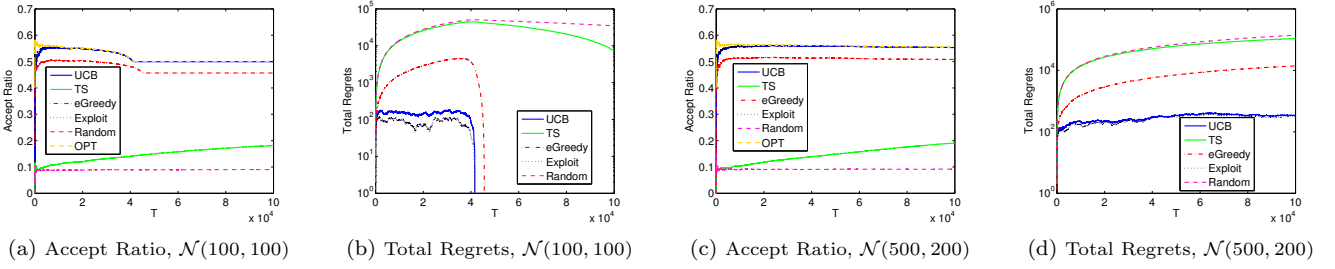 0.7
0.6
0.5
0.4
0.3
0.2
0.1
0
Accept Ratio
UCB
TS
eGreedy
Exploit
Random
OPT
0 2 4 6 8 10
x 10^4
T
(a) Accept Ratio, 𝒩(100, 100)
10^5
10^4
10^3
10^2
10^1
10^0
Total Regrets
UCB
TS
eGreedy
Exploit
Random
0 2 4 6 8 10
x 10^4
T
(b) Total Regrets, 𝒩(100, 100)
0.7
0.6
0.5
0.4
0.3
0.2
0.1
0
Accept Ratio
UCB
TS
eGreedy
Exploit
Random
OPT
0 2 4 6 8 10
x 10^4
T
(c) Accept Ratio, 𝒩(500, 200)
10^6
10^4
10^2
10^0
Total Regrets
UCB
TS
eGreedy
Exploit
Random
0 2 4 6 8 10
x 10^4
T
(d) Total Regrets, 𝒩(500, 200)